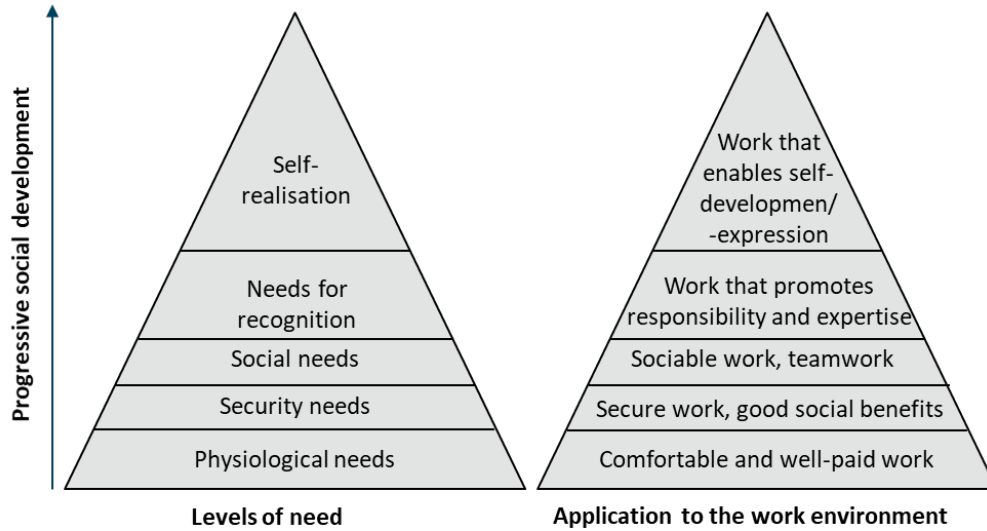 Progressive social development
Self-
realisation
Needs for
recognition
Social needs
Security needs
Physiological needs
Levels of need
Work that
enables self-
developmen/
-expression
Work that promotes
responsibility and expertise
Sociable work, teamwork
Secure work, good social benefits
Comfortable and well-paid work
Application to the work environment